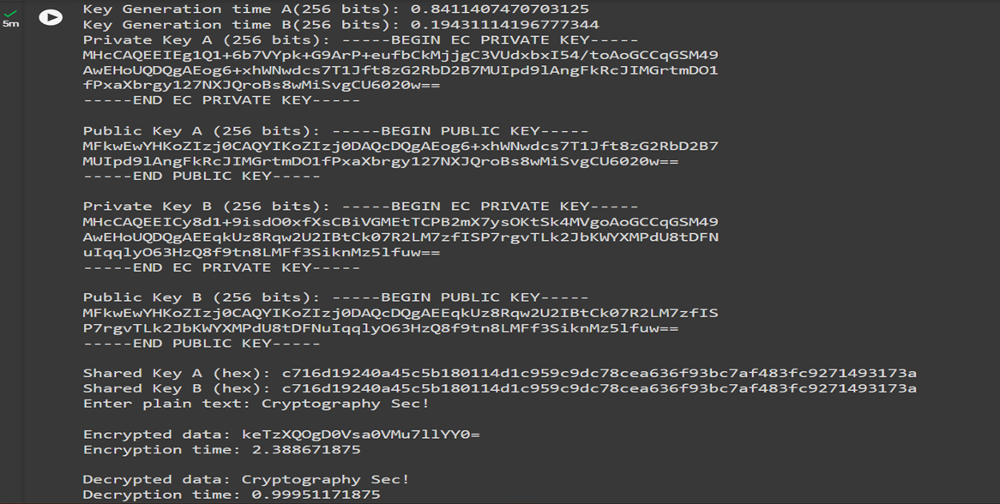 5m
Key Generation time A(256 bits): 0.8411407470703125
Key Generation time B(256 bits): 0.19431114196777344
Private Key A (256 bits): -----BEGIN EC PRIVATE KEY-----
MHcCAQEEIEg1Q1+6b7VYpk+G9ArP+eufbCkMjjgC3VUdxbxI54/toAoGCCqGSM49
AwEHoUQDQgAEog6+xhWNwdcs7T1Jft8zG2RbD2B7MUIpd9lAngFkRcJIMGrtmDO1
fPxaXbrgy127NXJQroBs8wMiSvgCU6020w==
-----END EC PRIVATE KEY-----
Public Key A (256 bits): -----BEGIN PUBLIC KEY-----
MFkwEwYHKoZIzj0CAQYIKoZIzj0DAQcDQgAEog6+xhWNwdcs7T1Jft8zG2RbD2B7
MUIpd9lAngFkRcJIMGrtmDO1fPxaXbrgy127NXJQroBs8wMiSvgCU6020w==
-----END PUBLIC KEY-----
Private Key B (256 bits): -----BEGIN EC PRIVATE KEY-----
MHcCAQEEICy8d1+9isdO0xfXsCBiVGMEtTCPB2mX7ysOKtSk4MVgoAoGCCqGSM49
AwEHoUQDQgAEEqkUz8Rqw2U2IBtCk07R2LM7zfISP7rgvTLk2JbKWYXMPdU8tDFN
uIqqlyO63HzQ8f9tn8LMFf3SiknMz5lfuw==
-----END EC PRIVATE KEY-----
Public Key B (256 bits): -----BEGIN PUBLIC KEY-----
MFkwEwYHKoZIzj0CAQYIKoZIzj0DAQcDQgAEEqkUz8Rqw2U2IBtCk07R2LM7zfIS
P7rgvTLk2JbKWYXMPdU8tDFNuIqqlyO63HzQ8f9tn8LMFf3SiknMz5lfuw==
-----END PUBLIC KEY-----
Shared Key A (hex): c716d19240a45c5b180114d1c959c9dc78cea636f93bc7af483fc9271493173a
Shared Key B (hex): c716d19240a45c5b180114d1c959c9dc78cea636f93bc7af483fc9271493173a
Enter plain text: Cryptography Sec!
Encrypted data: keTzXQOgD0Vsa0VMu7llYY0=
Encryption time: 2.388671875
Decrypted data: Cryptography Sec!
Decryption time: 0.99951171875